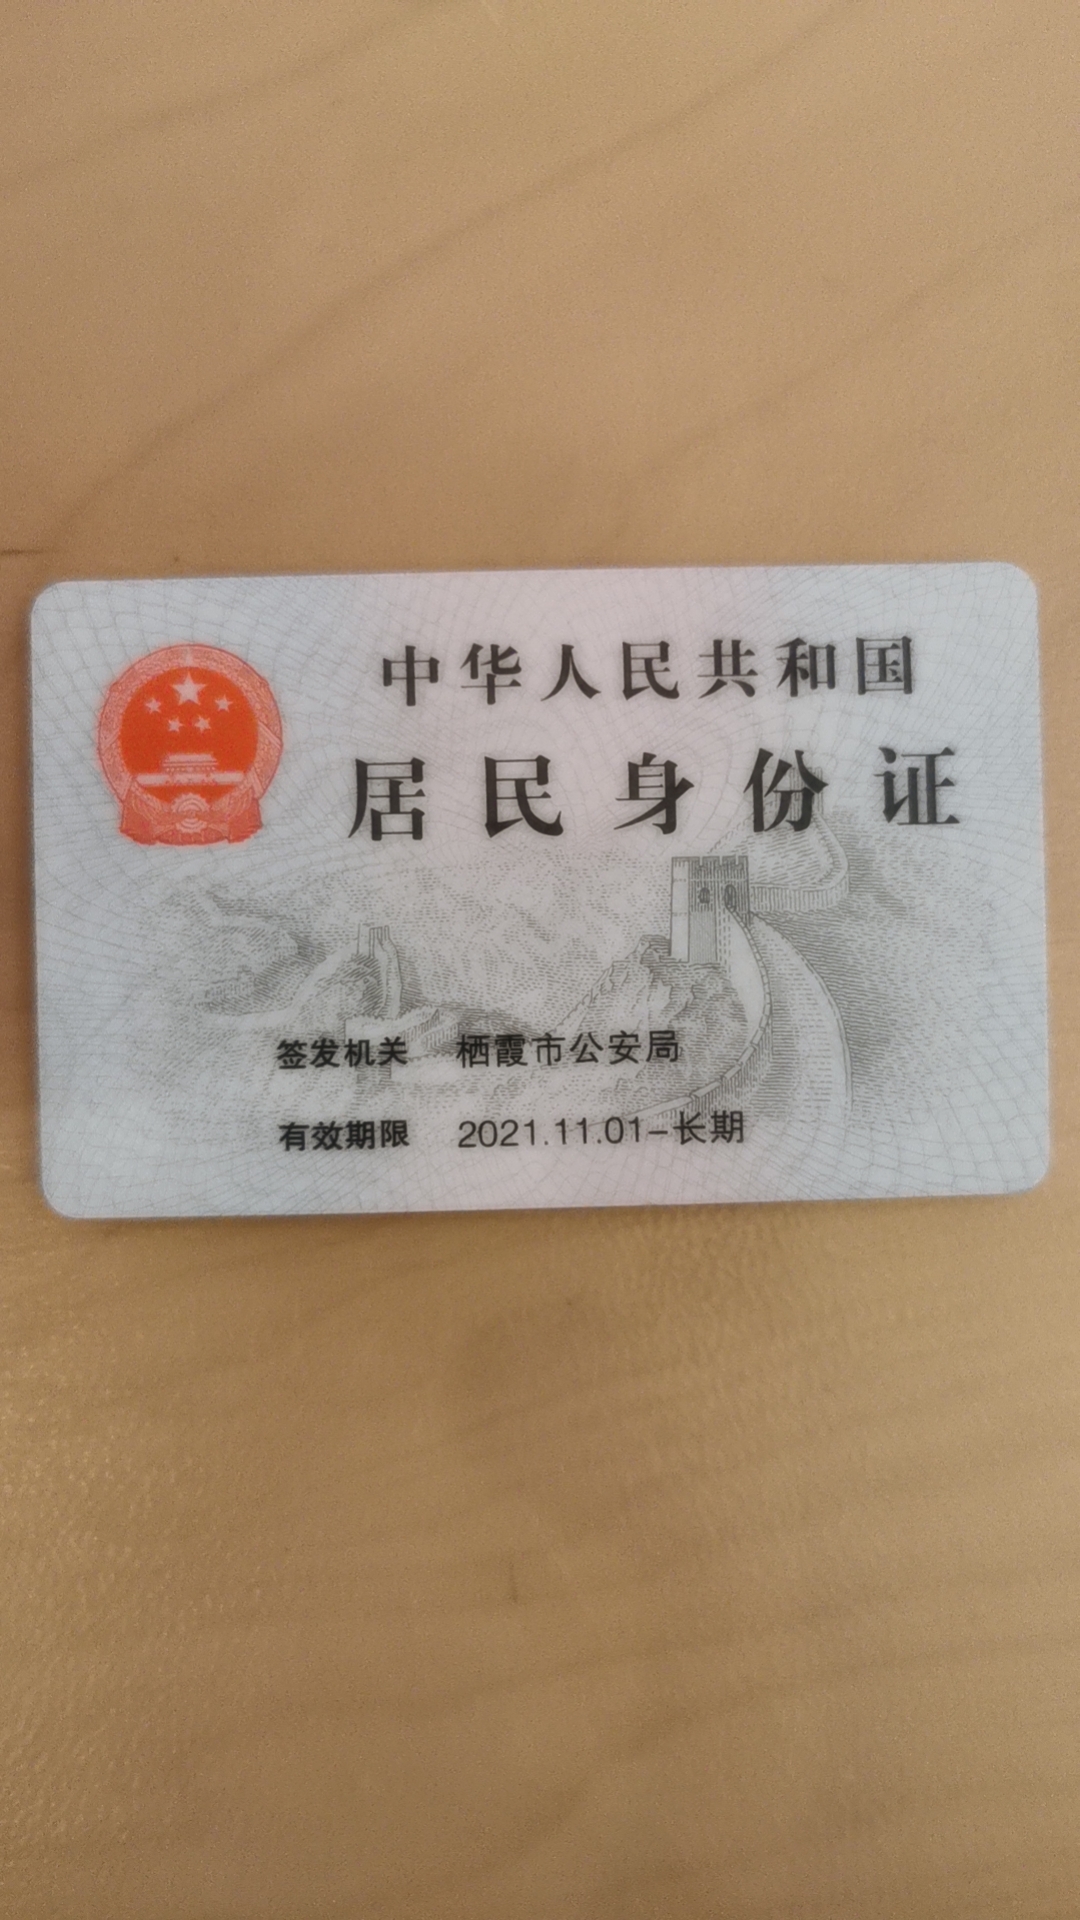 中华人民共和国
居民身份证
签发机关 栖霞市公安局
有效期限 2021.11.01-长期